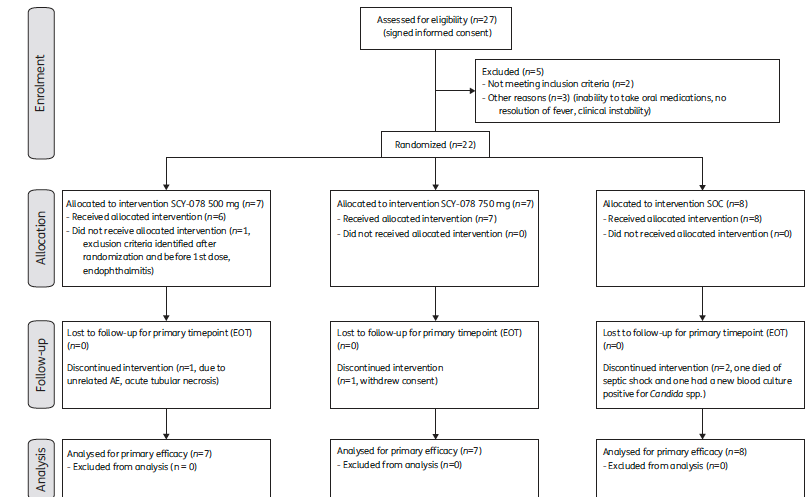 Enrolment
Assessed for eligibility (n=27)
(signed informed consent)
Excluded (n=5)
- Not meeting inclusion criteria (n=2)
- Other reasons (n=3) (inability to take oral medications, no
resolution of fever, clinical instability)
Randomized (n=22)
Allocation
Allocated to intervention SCY-078 500 mg (n=7)
- Received allocated intervention (n=6)
- Did not receive allocated intervention (n=1,
exclusion criteria identified after
randomization and before 1st dose,
endophthalmitis)
Allocated to intervention SCY-078 750 mg (n=7)
- Received allocated intervention (n=7)
- Did not received allocated intervention (n=0)
Allocated to intervention SOC (n=8)
- Received allocated intervention (n=8)
- Did not received allocated intervention (n=0)
Follow-up
Lost to follow-up for primary timepoint (EOT)
(n=0)
Discontinued intervention (n=1, due to
unrelated AE, acute tubular necrosis)
Lost to follow-up for primary timepoint (EOT)
(n=0)
Discontinued intervention
(n=1, withdrew consent)
Lost to follow-up for primary timepoint (EOT)
(n=0)
Discontinued intervention (n=2, one died of
septic shock and one had a new blood culture
positive for Candida spp.)
Analysis
Analysed for primary efficacy (n=7)
- Excluded from analysis (n = 0)
Analysed for primary efficacy (n=7)
- Excluded from analysis (n=0)
Analysed for primary efficacy (n=8)
- Excluded from analysis (n=0)